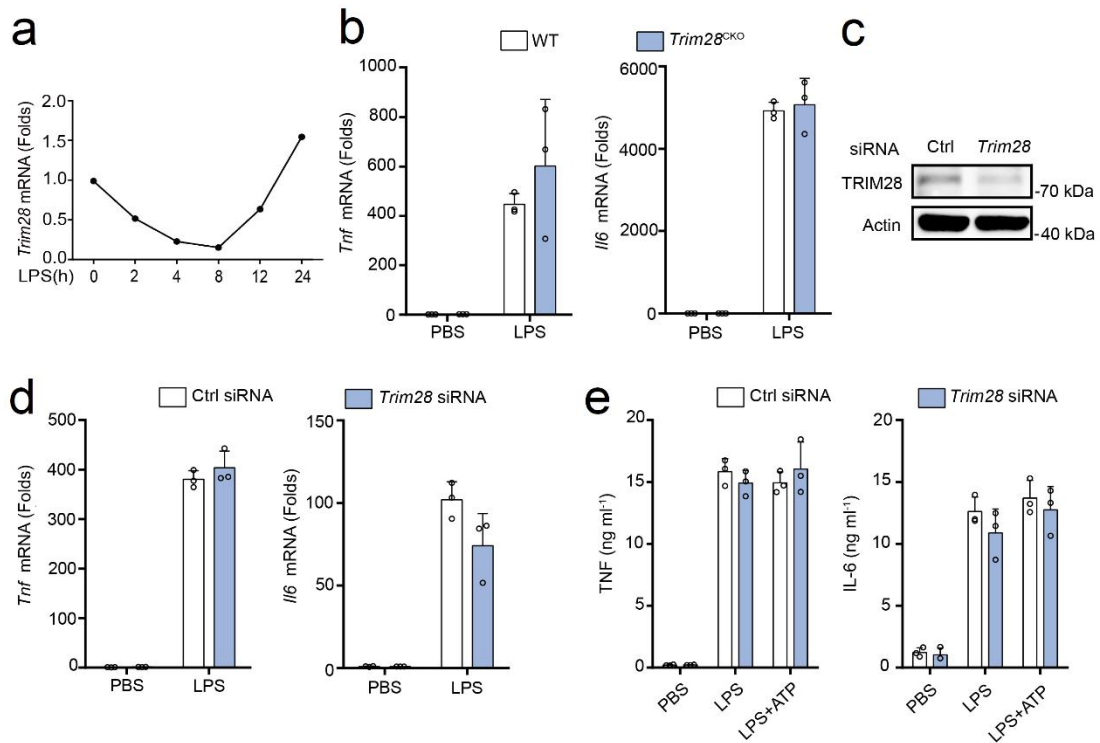 a
Trim28 mRNA (Folds)
2.0
1.5
1.0
0.5
0.0
LPS(h)
0 2 4 8 12 24
b
WT
Trim28CKO
Tnf mRNA (Folds)
1000
800
600
400
200
0
PBS LPS
Il6 mRNA (Folds)
6000
4000
2000
0
PBS LPS
c
siRNA Ctrl Trim28
TRIM28
-70 kDa
Actin
-40 kDa
d
Ctrl siRNA
Trim28 siRNA
Tnf mRNA (Folds)
500
400
300
200
100
0
PBS LPS
Il6 mRNA (Folds)
150
100
50
0
PBS LPS
e
Ctrl siRNA
Trim28 siRNA
TNF (ng ml-1)
20
15
10
5
0
PBS LPS LPS+ATP
IL-6 (ng ml-1)
20
15
10
5
0
PBS LPS LPS+ATP